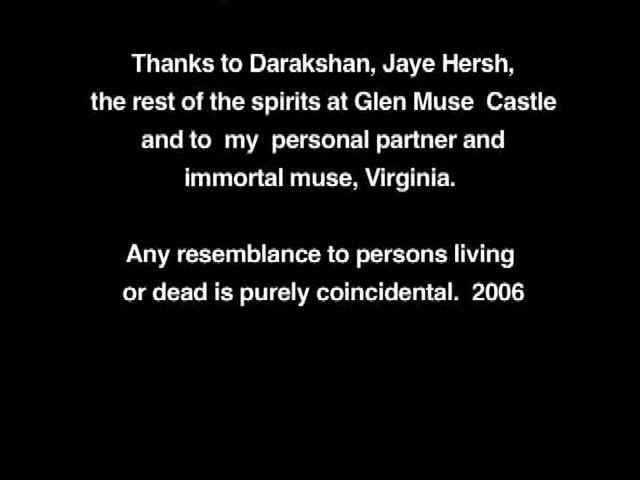 Thanks to Darakshan, Jaye Hersh,
the rest of the spirits at Glen Muse Castle
and to my personal partner and
immortal muse, Virginia.
Any resemblance to persons living
or dead is purely coincidental. 2006